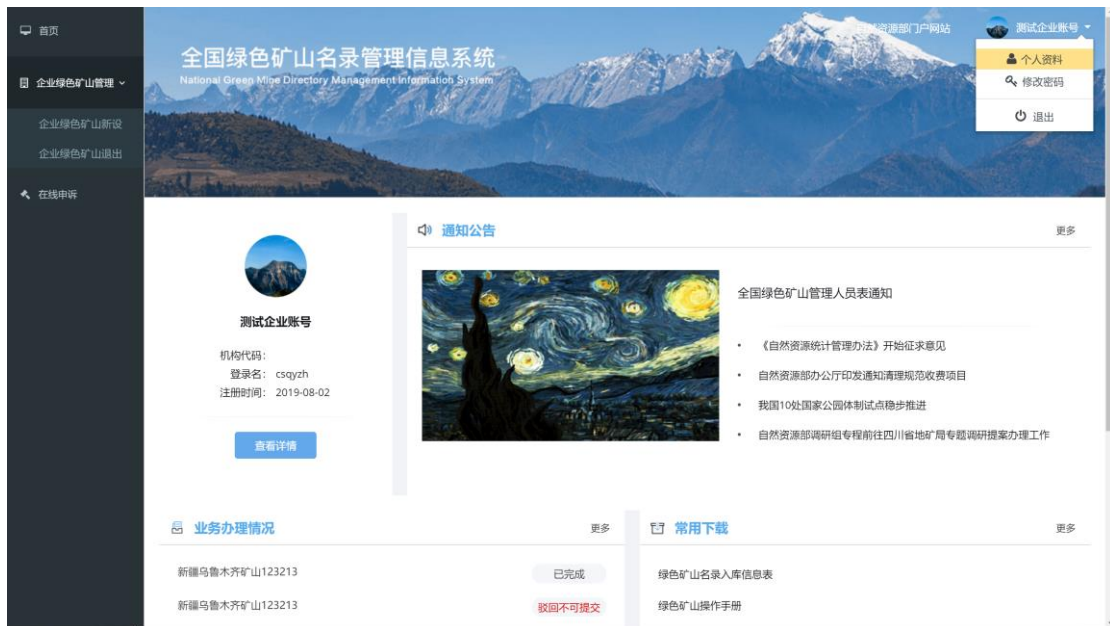 首页
企业绿色矿山管理
企业绿色矿山新设
企业绿色矿山退出
在线申诉
全国绿色矿山名录管理信息系统
National Green Mine Directory Management Information System
自然资源部门户网站
测试企业账号
个人资料
修改密码
退出
测试企业账号
机构代码：
登录名： csqyzh
注册时间： 2019-08-02
查看详情
通知公告
更多
全国绿色矿山管理人员表通知
• 《自然资源统计管理办法》开始征求意见
• 自然资源部办公厅印发通知清理规范收费项目
• 我国10处国家公园体制试点稳步推进
• 自然资源部调研组专程前往四川省地矿局专题调研提案办理工作
业务办理情况
更多
新疆乌鲁木齐矿山123213
已完成
新疆乌鲁木齐矿山123213
驳回不可提交
常用下载
更多
绿色矿山名录入库信息表
绿色矿山操作手册